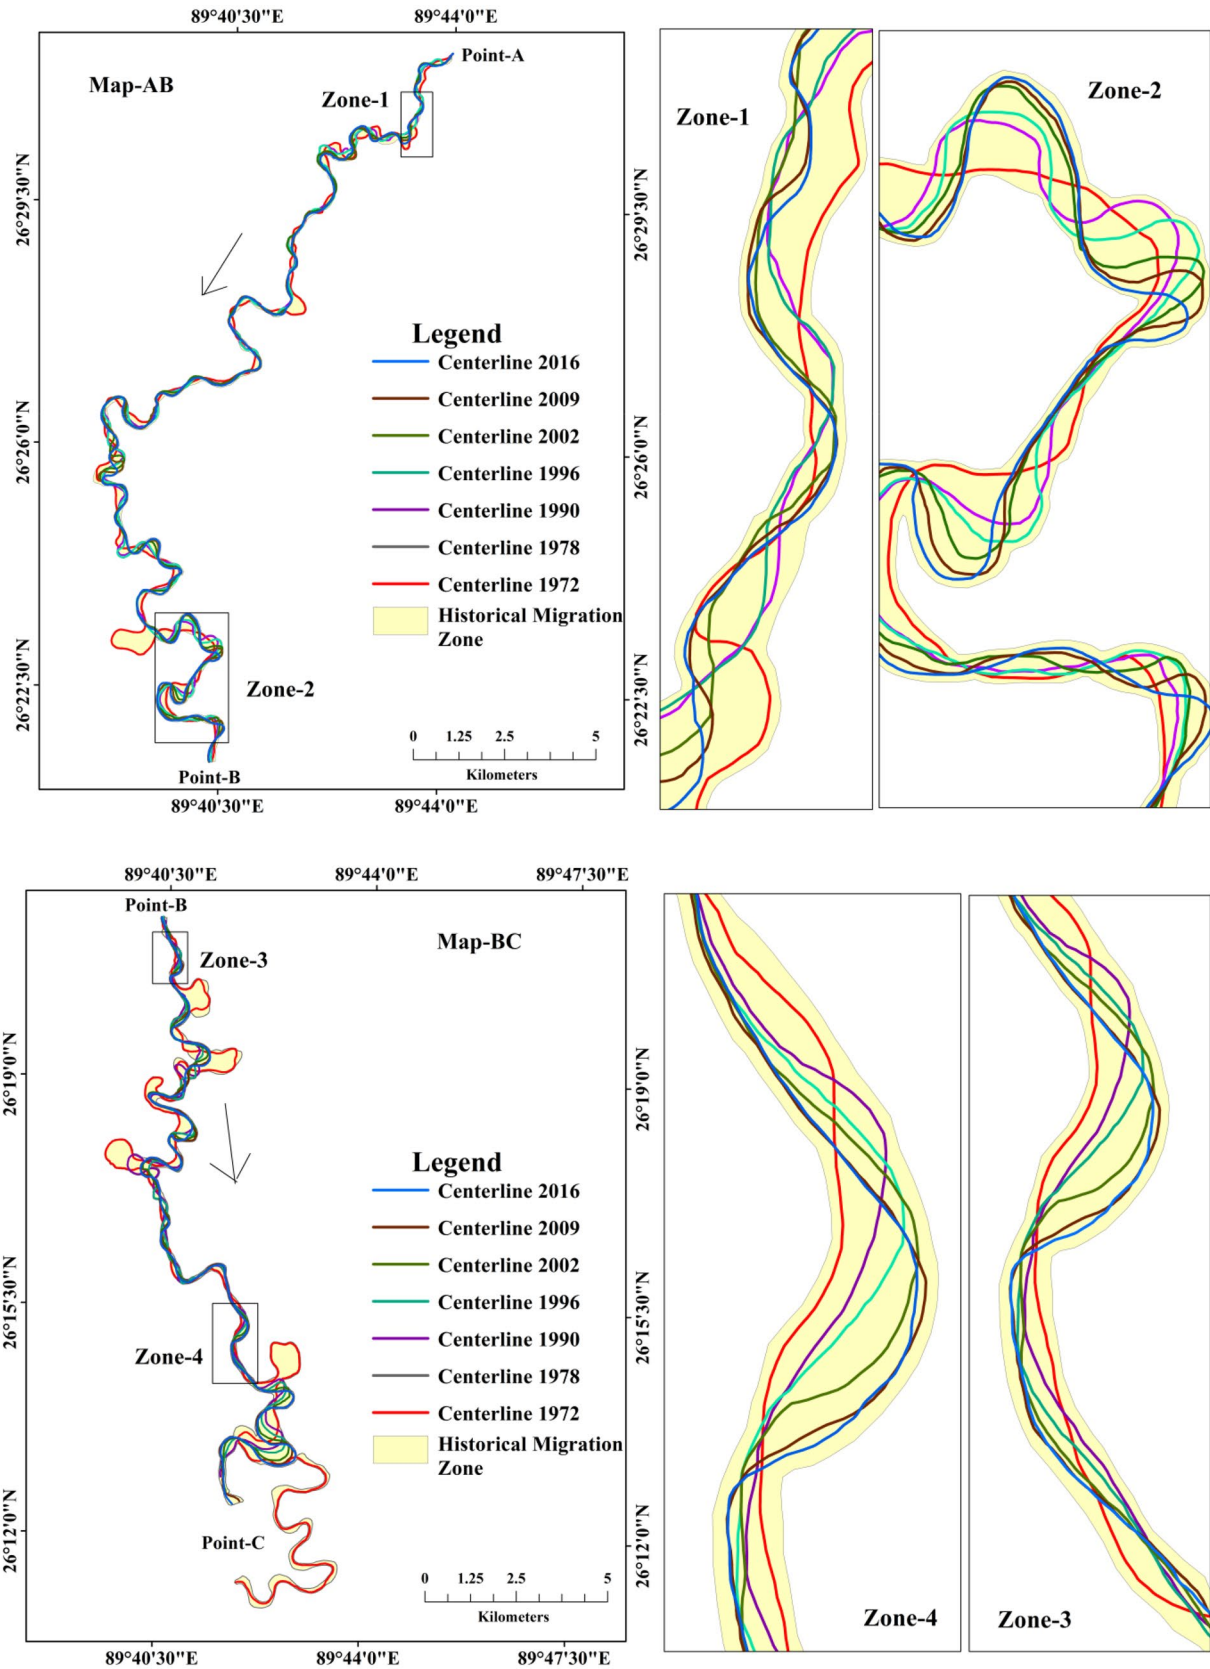 89°40'30"E 89°44'0"E
Map-AB
Point-A
Zone-1
26°29'30"N
26°26'0"N
26°22'30"N
Legend
Centerline 2016
Centerline 2009
Centerline 2002
Centerline 1996
Centerline 1990
Centerline 1978
Centerline 1972
Historical Migration
Zone
Zone-2
0 1.25 2.5 5
Kilometers
Point-B
89°40'30"E 89°44'0"E
26°29'30"N
26°26'0"N
26°22'30"N
Zone-1
Zone-2
89°40'30"E 89°44'0"E 89°47'30"E
Point-B
Map-BC
Zone-3
26°19'0"N
26°15'30"N
26°12'0"N
Legend
Centerline 2016
Centerline 2009
Centerline 2002
Centerline 1996
Centerline 1990
Centerline 1978
Centerline 1972
Historical Migration
Zone
Zone-4
Point-C
0 1.25 2.5 5
Kilometers
89°40'30"E 89°44'0"E 89°47'30"E
26°19'0"N
26°15'30"N
26°12'0"N
Zone-4
Zone-3